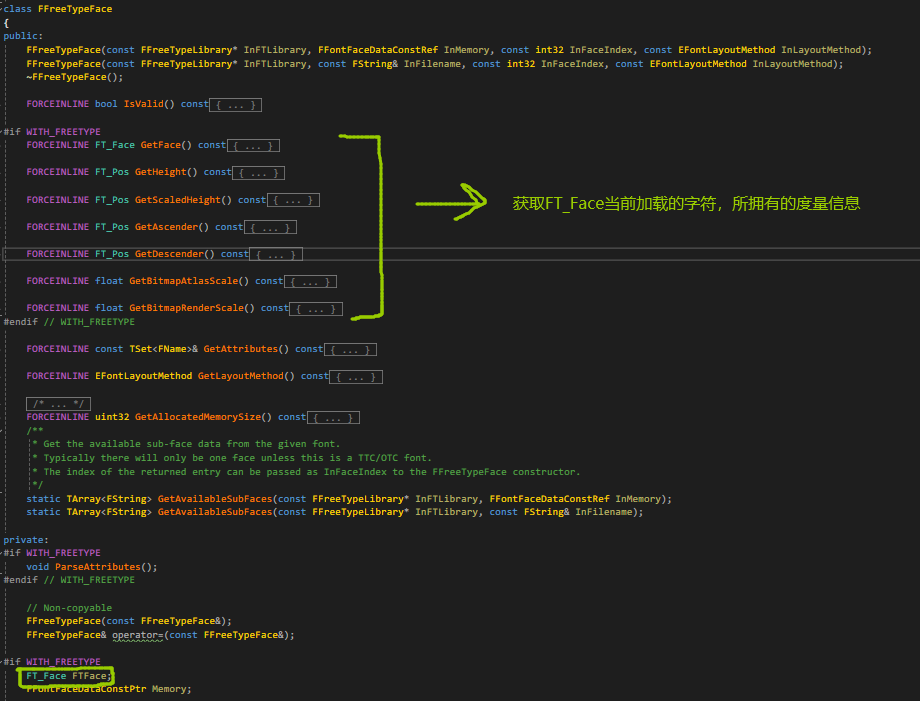 class FFreeTypeFace
{
public:
FFreeTypeFace(const FFreeTypeLibrary* InFTLibrary, FFontFaceDataConstRef InMemory, const int32 InFaceIndex, const EFontLayoutMethod InLayoutMethod);
FFreeTypeFace(const FFreeTypeLibrary* InFTLibrary, const FString& InFilename, const int32 InFaceIndex, const EFontLayoutMethod InLayoutMethod);
~FFreeTypeFace();
FORCEINLINE bool IsValid() const{ ... }
#if WITH_FREETYPE
FORCEINLINE FT_Face GetFace() const{ ... }
FORCEINLINE FT_Pos GetHeight() const{ ... }
FORCEINLINE FT_Pos GetScaledHeight() const{ ... }
获取FT_Face当前加载的字符，所拥有的度量信息
FORCEINLINE FT_Pos GetAscender() const{ ... }
FORCEINLINE FT_Pos GetDescender() const{ ... }
FORCEINLINE float GetBitmapAtlasScale() const{ ... }
FORCEINLINE float GetBitmapRenderScale() const{ ... }
#endif // WITH_FREETYPE
FORCEINLINE const TSet<FName>& GetAttributes() const{ ... }
FORCEINLINE EFontLayoutMethod GetLayoutMethod() const{ ... }
/* ... */
FORCEINLINE uint32 GetAllocatedMemorySize() const{ ... }
/**
* Get the available sub-face data from the given font.
* Typically there will only be one face unless this is a TTC/OTC font.
* The index of the returned entry can be passed as InFaceIndex to the FFreeTypeFace constructor.
*/
static TArray<FString> GetAvailableSubFaces(const FFreeTypeLibrary* InFTLibrary, FFontFaceDataConstRef InMemory);
static TArray<FString> GetAvailableSubFaces(const FFreeTypeLibrary* InFTLibrary, const FString& InFilename);
private:
#if WITH_FREETYPE
void ParseAttributes();
#endif // WITH_FREETYPE
// Non-copyable
FFreeTypeFace(const FFreeTypeFace&);
FFreeTypeFace& operator=(const FFreeTypeFace&);
#if WITH_FREETYPE
FT_Face FTFace;
FFontFaceDataConstPtr Memory;